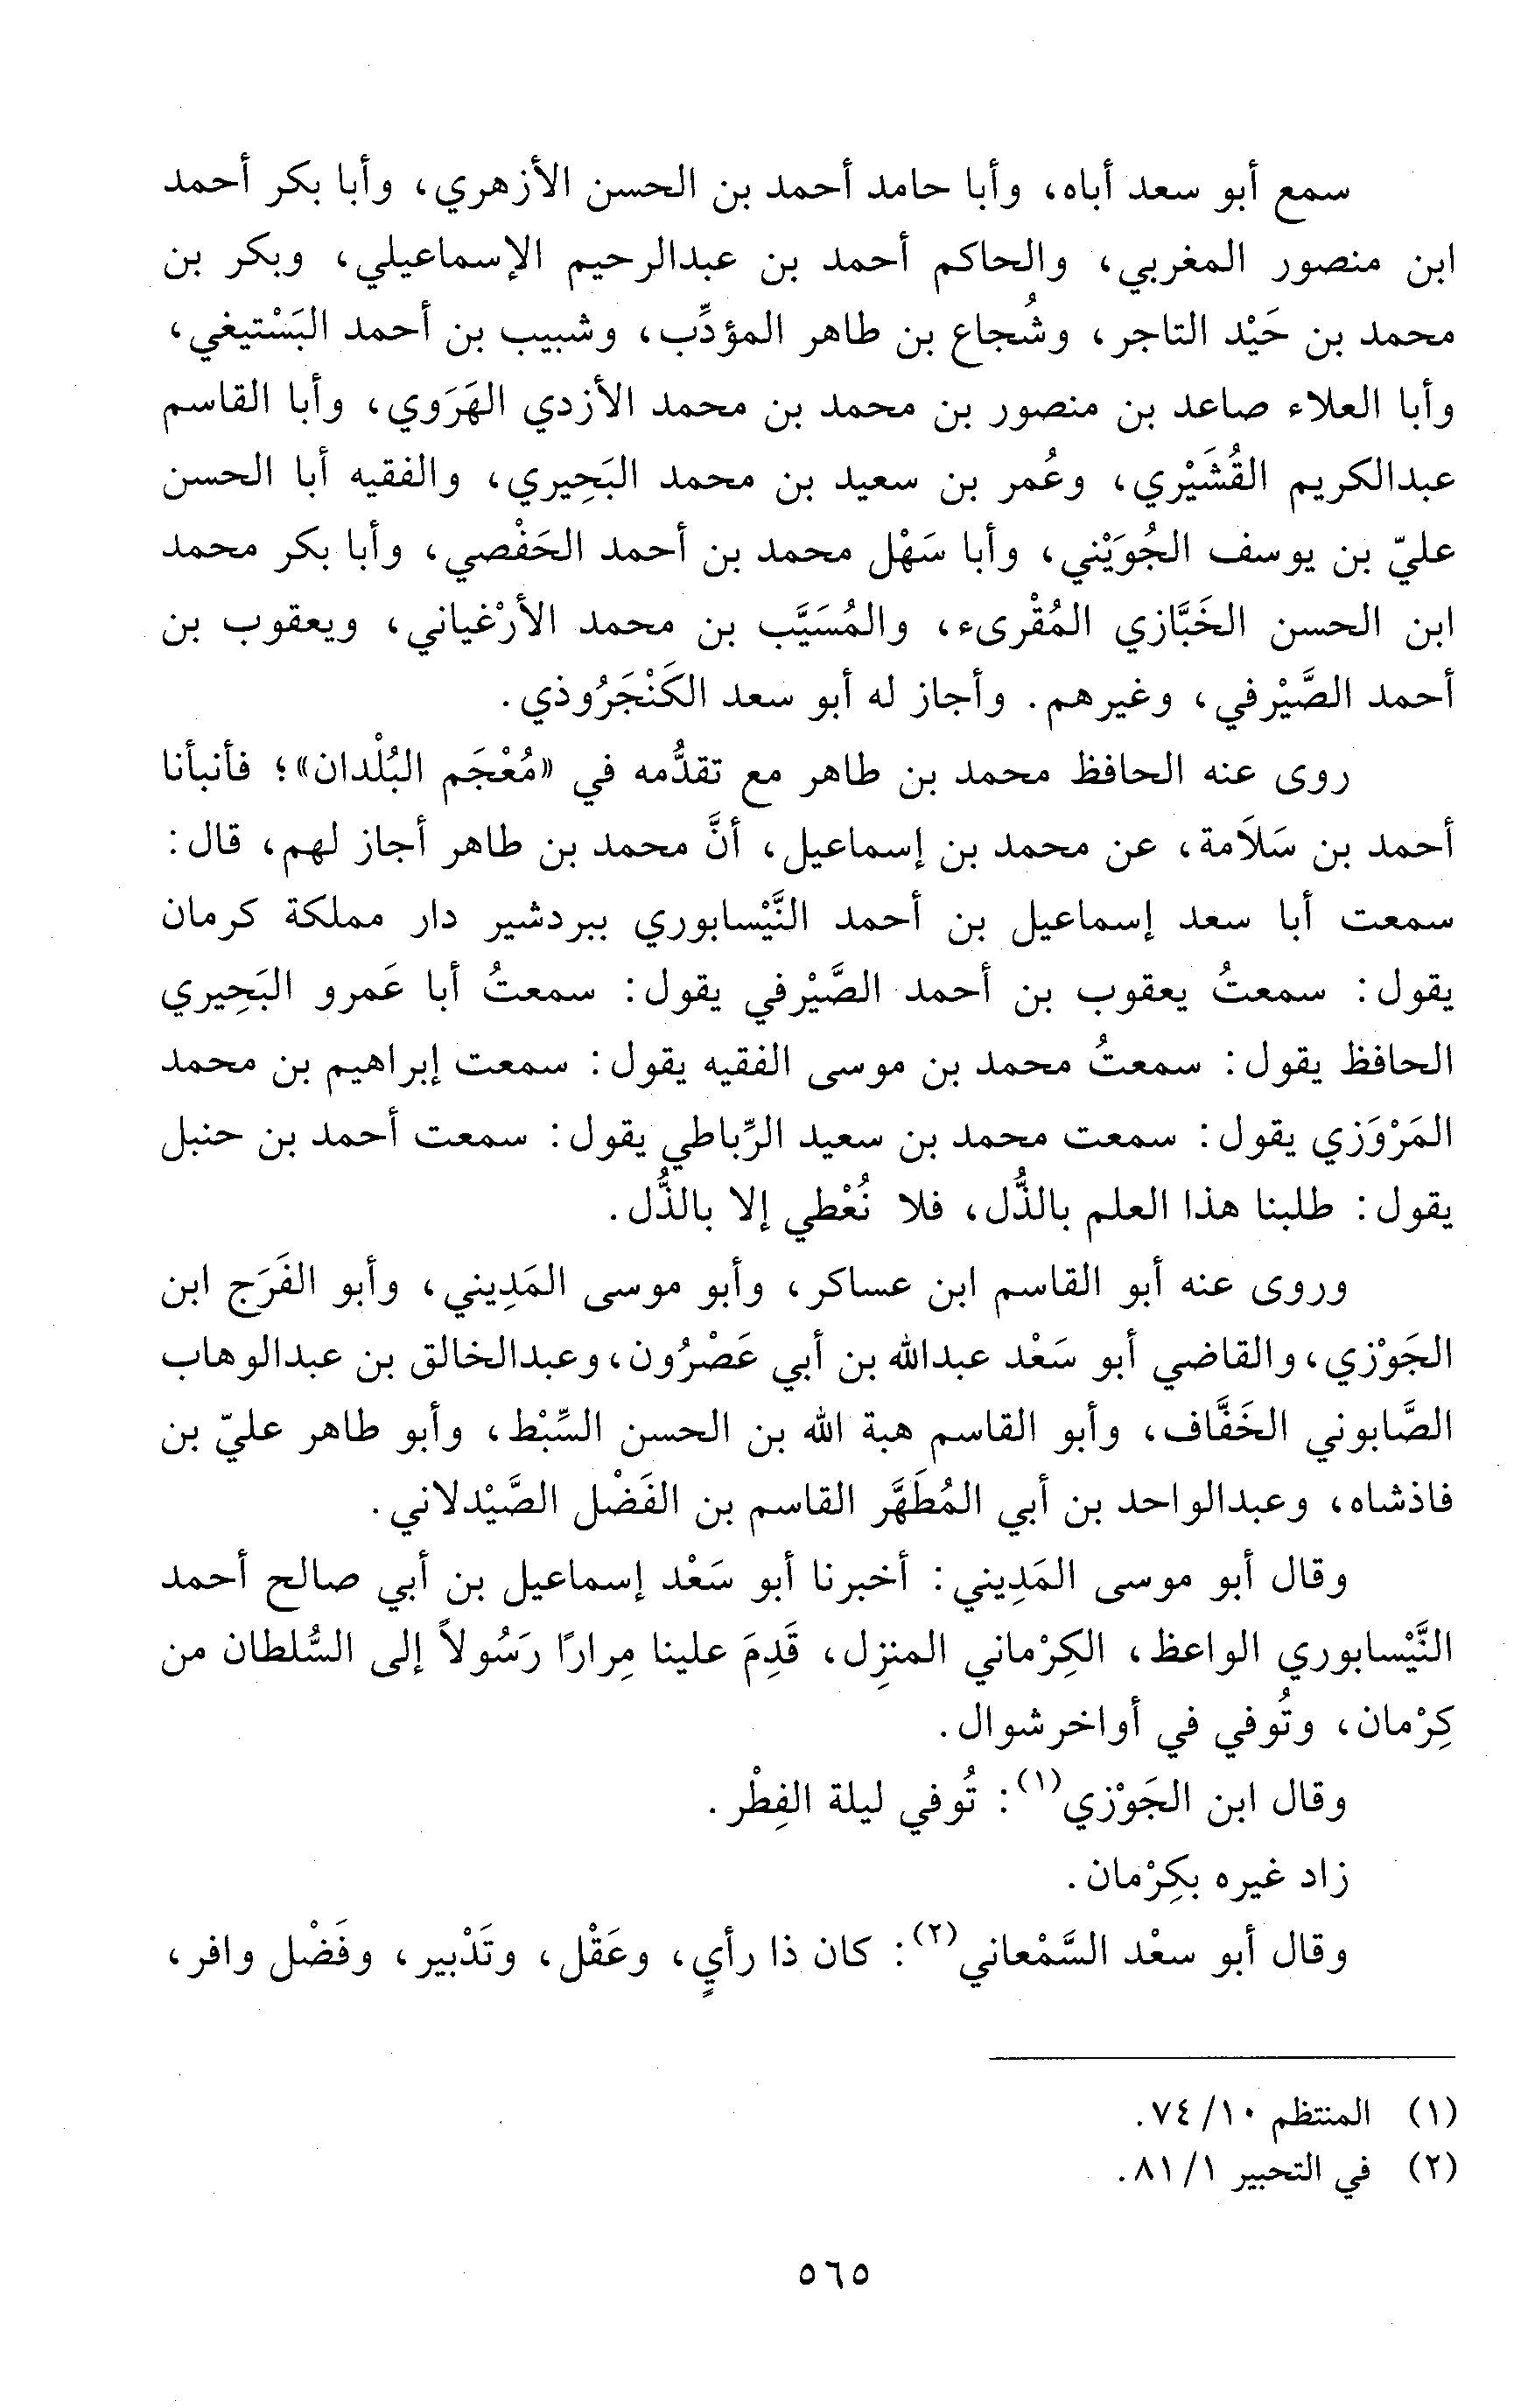 سمع أبو سعد أباه، وأبا حامد أحمد بن الحسن الأزهري، وأبا بكر أحمد
ابن منصور المغربي، والحاكم أحمد بن عبدالرحيم الإسماعيلي، وبكر بن
محمد بن حَيْد التاجر، وشُجاع بن طاهر المؤدِّب، وشبيب بن أحمد البَسْتيغي،
وأبا العلاء صاعد بن منصور بن محمد بن محمد الأزدي الهَرَوي، وأبا القاسم
عبدالكريم القُشَيْري، وعُمر بن سعيد بن محمد البَحِيري، والفقيه أبا الحسن
عليّ بن يوسف الجُوَيْني، وأبا سَهْل محمد بن أحمد الحَفْصي، وأبا بكر محمد
ابن الحسن الخَبَّازي المُقْرىء، والمُسَيَّب بن محمد الأرْغياني، ويعقوب بن
أحمد الصَّيْرفي، وغيرهم. وأجاز له أبو سعد الكَنْجَرُوذي.
روى عنه الحافظ محمد بن طاهر مع تقدُّمه في «مُعْجَم البُلْدان»؛ فأنبأنا
أحمد بن سَلَامة، عن محمد بن إسماعيل، أنَّ محمد بن طاهر أجاز لهم، قال:
سمعت أبا سعد إسماعيل بن أحمد النَّيْسابوري ببردشير دار مملكة كرمان
يقول: سمعتُ يعقوب بن أحمد الصَّيْرفي يقول: سمعتُ أبا عَمرو البَحِيري
الحافظ يقول: سمعتُ محمد بن موسى الفقيه يقول: سمعت إبراهيم بن محمد
المَرْوَزي يقول: سمعت محمد بن سعيد الرِّباطي يقول: سمعت أحمد بن حنبل
يقول: طلبنا هذا العلم بالذُّل، فلا نُعْطي إلا بالذُّل.
وروى عنه أبو القاسم ابن عساكر، وأبو موسى المَدِيني، وأبو الفَرَج ابن
الجَوْزي، والقاضي أبو سَعْد عبدالله بن أبي عَصْرُون، وعبدالخالق بن عبدالوهاب
الصَّابوني الخَفَّاف، وأبو القاسم هبة الله بن الحسن السِّبْط، وأبو طاهر عليّ بن
فاذشاه، وعبدالواحد بن أبي المُطَهَّر القاسم بن الفَضْل الصَّيْدلاني.
وقال أبو موسى المَدِيني: أخبرنا أبو سَعْد إسماعيل بن أبي صالح أحمد
النَّيْسابوري الواعظ، الكِرْماني المنزِل، قَدِمَ علينا مِرارًا رَسُولاً إلى السُّلطان من
كِرْمان، وتُوفي في أواخر شوال.
وقال ابن الجَوْزي(١): تُوفي ليلة الفِطْر.
زاد غيره بكِرْمان.
وقال أبو سعْد السَّمْعاني(٢): كان ذا رأيٍ، وعَقْل، وتَدْبير، وفَضْل وافر،
(١) المنتظم ١٠/ ٧٤.
(٢) في التحبير ١/ ٨١.
٥٦٥